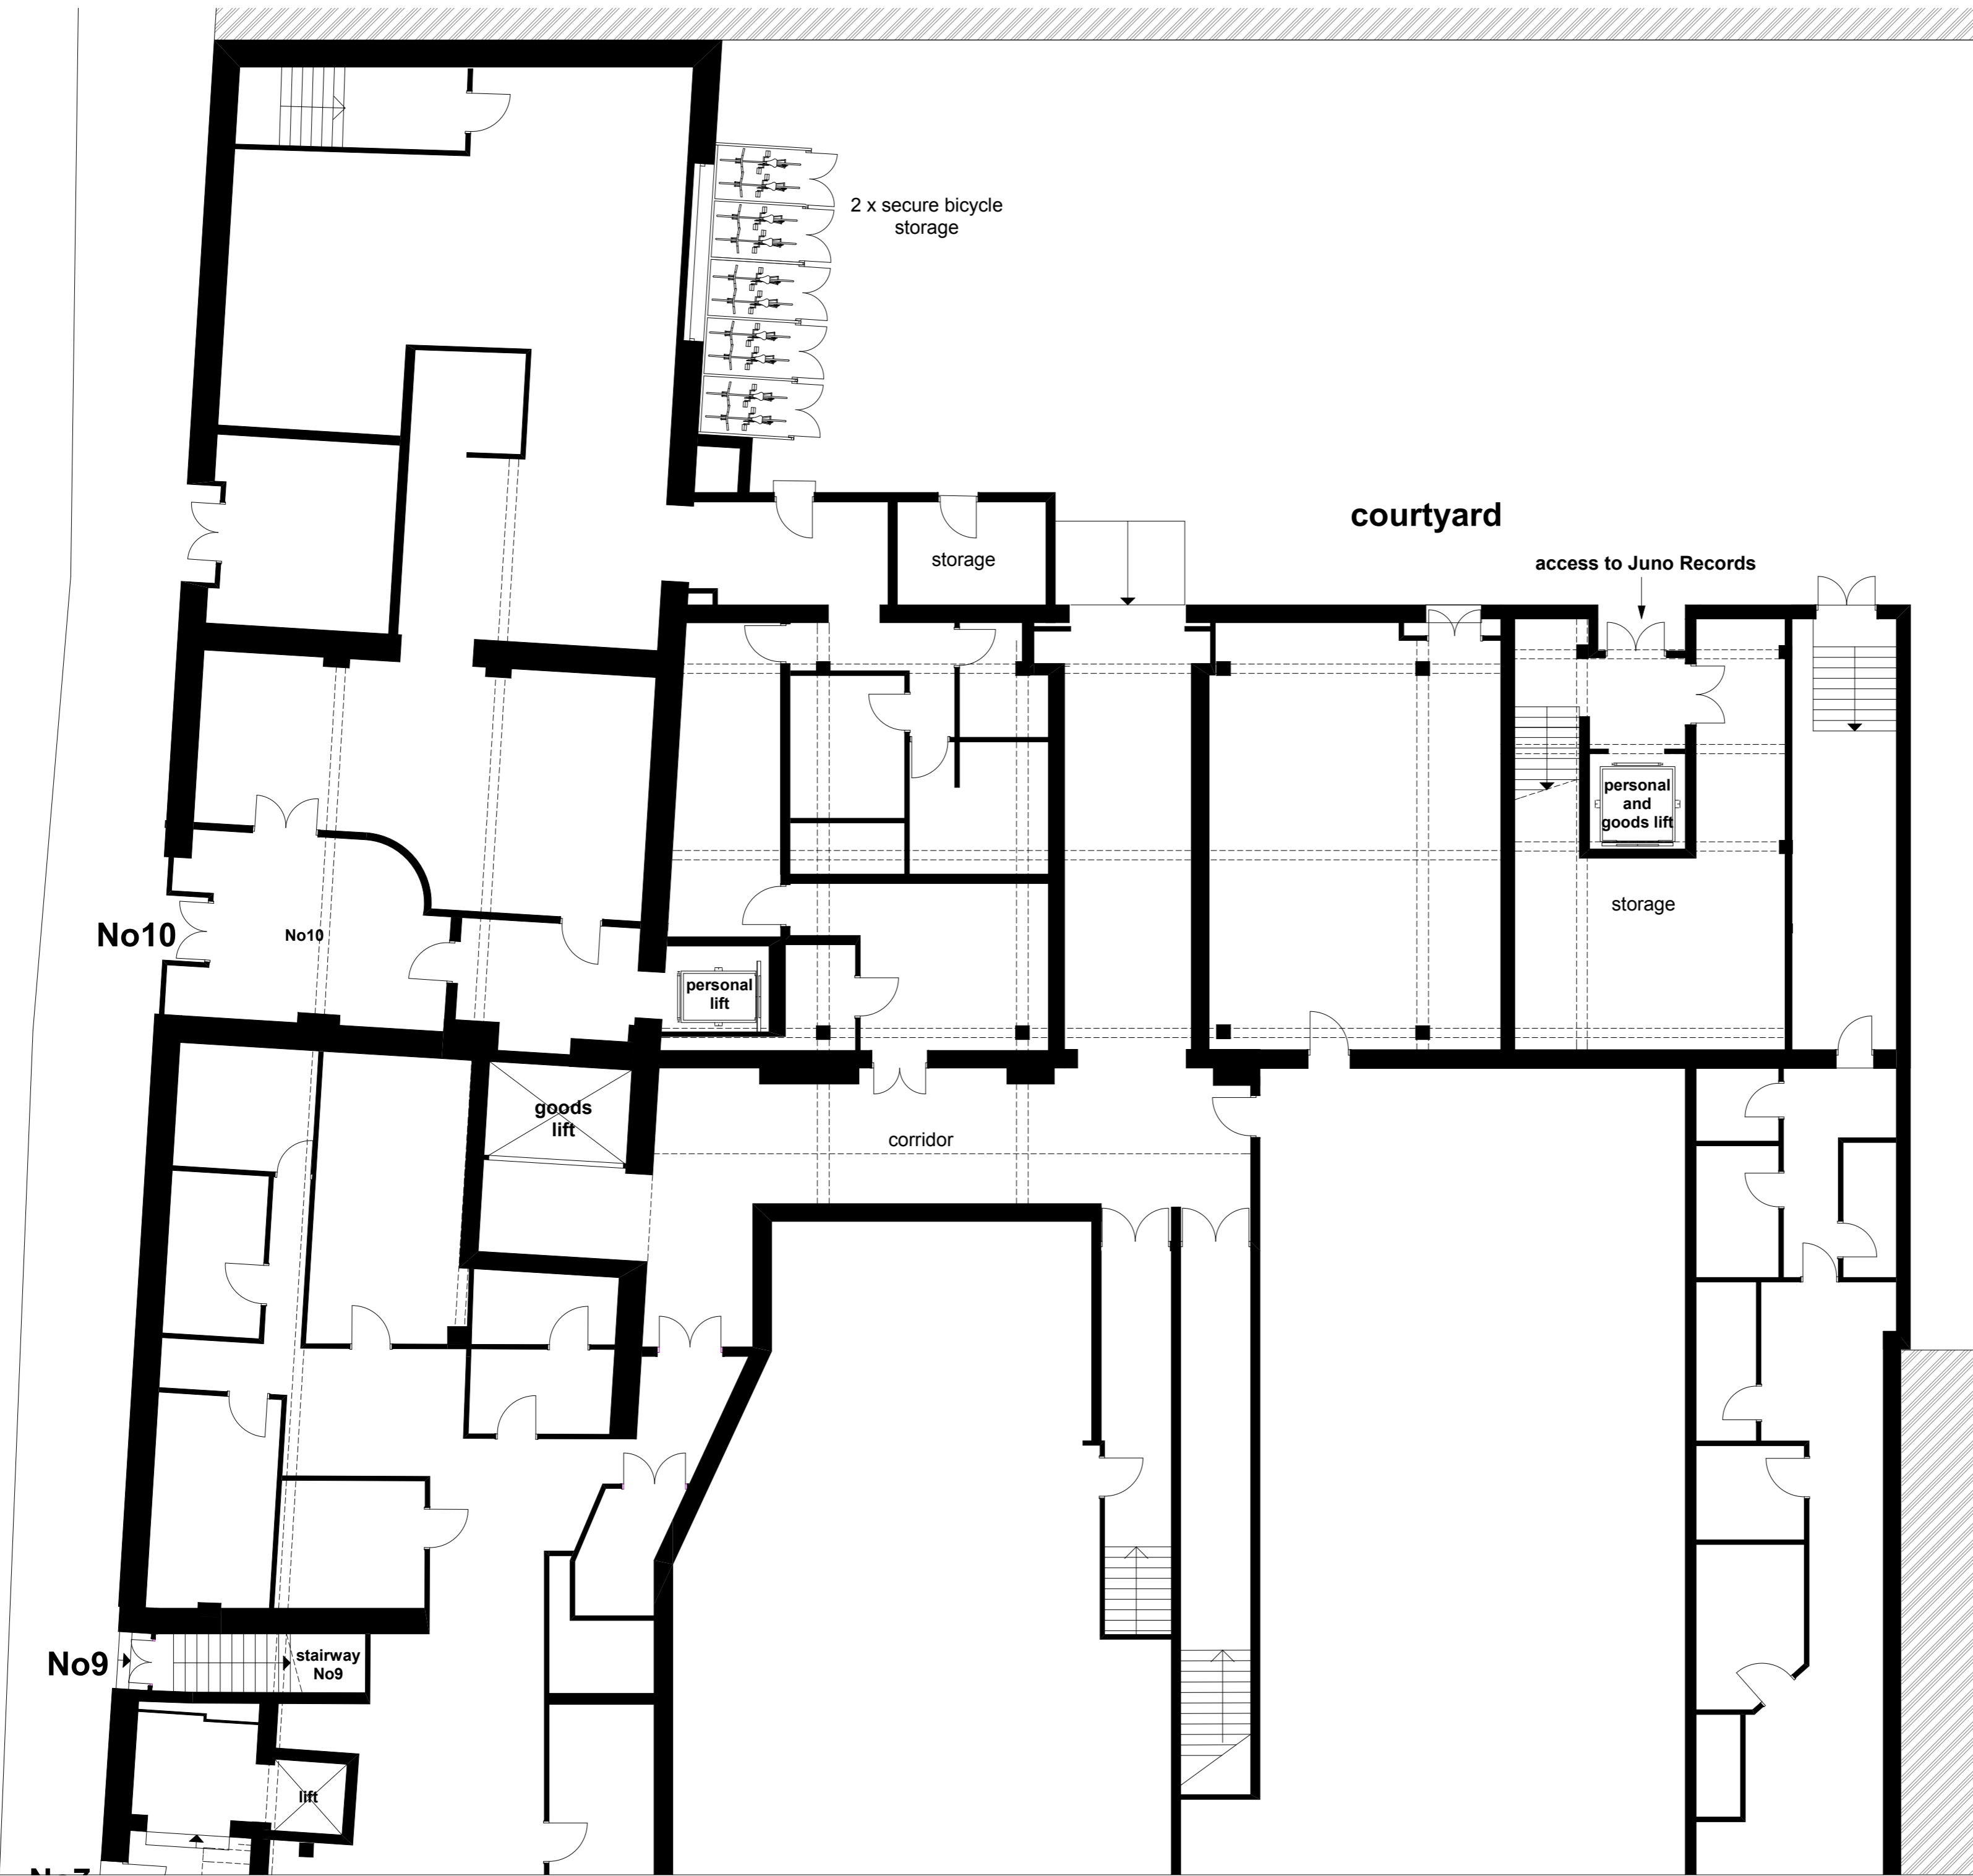 2 x secure bicycle
storage
courtyard
access to Juno Records
storage
personal
and
goods lift
storage
No10
No10
personal
lift
goods
lift
corridor
No9
stairway
No9
lift